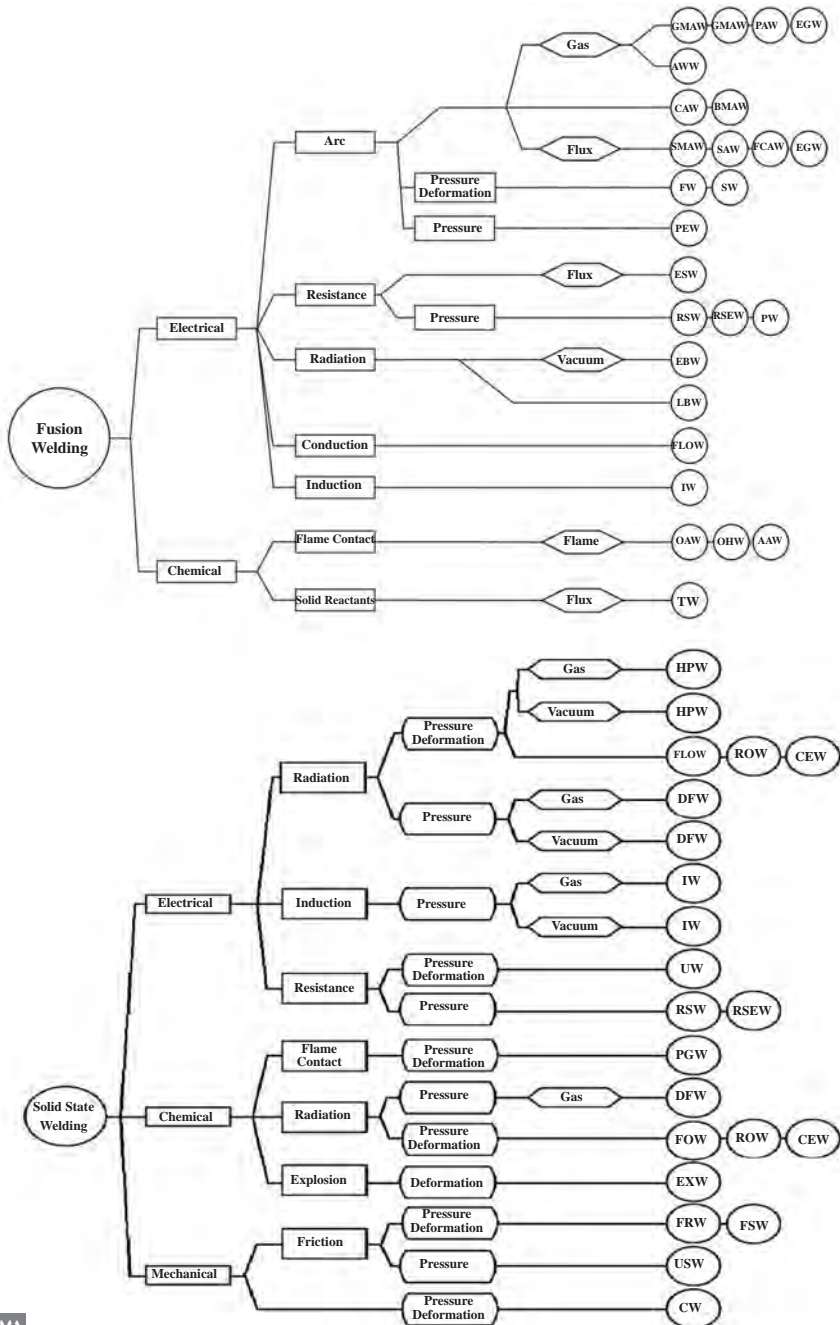 Gas
GMAW GMAW PAW EGW
AWW
CAW BMAW
Arc
Flux
SMAW SAW FCAW EGW
Pressure
Deformation
FW SW
Pressure
PEW
Resistance
Flux
ESW
Pressure
RSW RSEW PW
Electrical
Radiation
Vacuum
EBW
LBW
Fusion
Welding
Conduction
FLOW
Induction
IW
Flame Contact
Flame
OAW OHW AAW
Chemical
Solid Reactants
Flux
TW
Gas
HPW
Pressure
Deformation
Vacuum
HPW
FLOW ROW CEW
Radiation
Pressure
Gas
DFW
Vacuum
DFW
Electrical
Induction
Pressure
Gas
IW
Vacuum
IW
Resistance
Pressure
Deformation
UW
Pressure
RSW RSEW
Flame
Contact
Pressure
Deformation
PGW
Solid State
Welding
Chemical
Radiation
Pressure
Gas
DFW
Pressure
Deformation
FOW ROW CEW
Explosion
Deformation
EXW
Friction
Pressure
Deformation
FRW FSW
Mechanical
Pressure
USW
Pressure
Deformation
CW